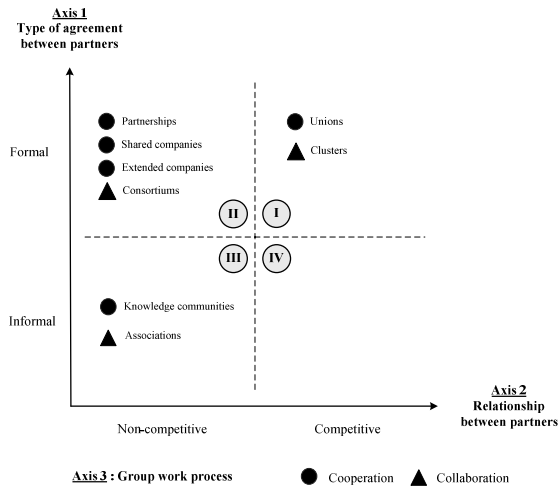 Axis 1
Type of agreement
between partners
Formal
Partnerships
Shared companies
Extended companies
Consortiums
Unions
Clusters
II
I
III
IV
Informal
Knowledge communities
Associations
Non-competitive
Competitive
Axis 2
Relationship
between partners
Axis 3 : Group work process
Cooperation
Collaboration